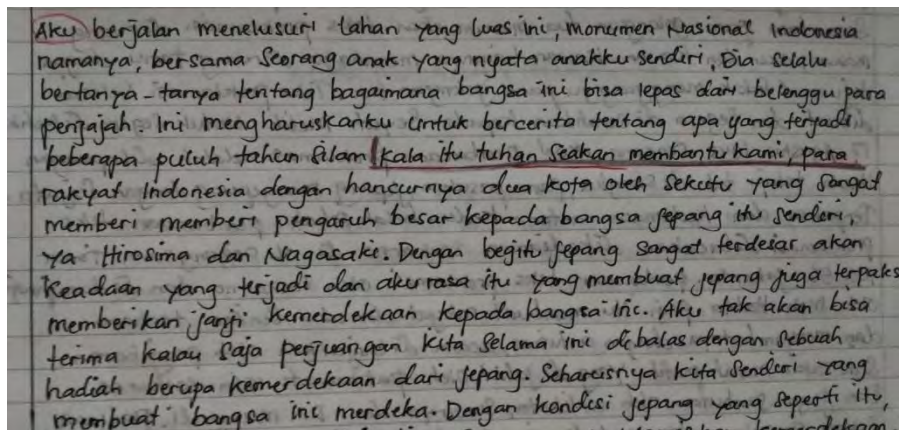 Aku berjalan menelusuri lahan yang luas ini, monumen Nasional Indonesia
namanya, bersama Seorang anak yang nyata anakku sendiri. Dia selalu
bertanya-tanya tentang bagaimana bangsa ini bisa lepas dari belenggu para
penjajah. Ini mengharuskanku untuk bercerita tentang apa yang terjadi
beberapa puluh tahun silam kala itu tuhan seakan membantu kami, para
rakyat Indonesia dengan hancurnya dua kota oleh sekutu yang sangat
memberi memberi pengaruh besar kepada bangsa jepang itu sendiri,
ya Hirosima dan Nagasaki. Dengan begitu jepang sangat terdesar akan
Keadaan yang terjadi dan aku rasa itu yang membuat jepang juga terpaks
memberikan janji kemerdekaan kepada bangsa ini. Aku tak akan bisa
terima kalau saja perjuangan kita selama ini dibalas dengan sebuah
hadiah berupa kemerdekaan dari jepang. Seharusnya kita sendiri yang
membuat bangsa ini merdeka. Dengan kondisi jepang yang seperti itu,